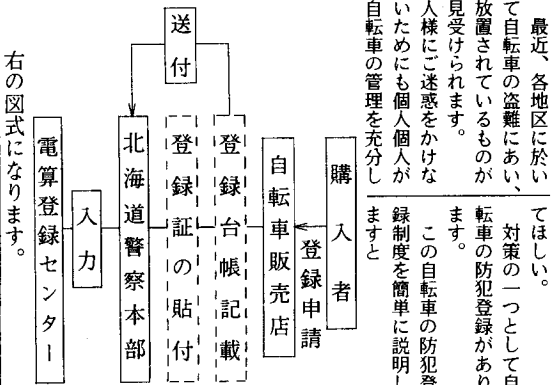 最近、各地区に於い
て自転車の盗難にあい、
放置されているものが
見受けられます。
人様にご迷惑をかけな
いためにも個人個人が
自転車の管理を充分し
てほしい。
対策の一つとして自
転車の防犯登録があり
ます。
この自転車の防犯登
録制度を簡単に説明し
ますと
購入者
登録申請
自転車販売店
登録台帳記載
登録証の貼付
送付
北海道警察本部
入力
電算登録センター
右の図式になります。